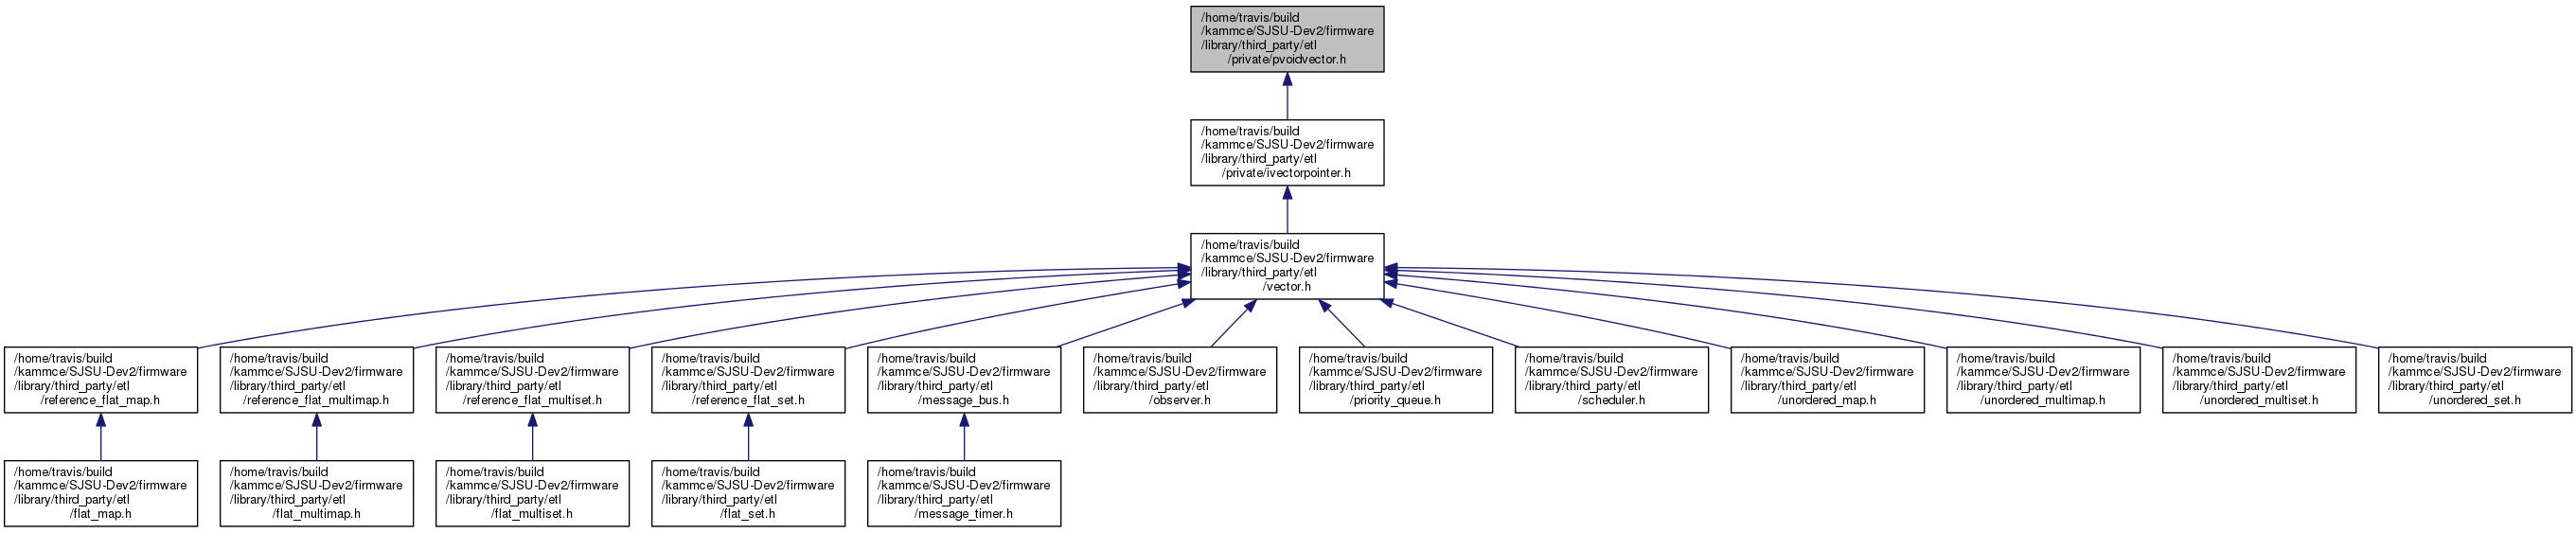 /home/travis/build
/kammce/SJSU-Dev2/firmware
/library/third_party/etl
/private/pvoidvector.h
/home/travis/build
/kammce/SJSU-Dev2/firmware
/library/third_party/etl
/private/ivectorpointer.h
/home/travis/build
/kammce/SJSU-Dev2/firmware
/library/third_party/etl
/vector.h
/home/travis/build
/kammce/SJSU-Dev2/firmware
/library/third_party/etl
/reference_flat_map.h
/home/travis/build
/kammce/SJSU-Dev2/firmware
/library/third_party/etl
/reference_flat_multimap.h
/home/travis/build
/kammce/SJSU-Dev2/firmware
/library/third_party/etl
/reference_flat_multiset.h
/home/travis/build
/kammce/SJSU-Dev2/firmware
/library/third_party/etl
/reference_flat_set.h
/home/travis/build
/kammce/SJSU-Dev2/firmware
/library/third_party/etl
/message_bus.h
/home/travis/build
/kammce/SJSU-Dev2/firmware
/library/third_party/etl
/observer.h
/home/travis/build
/kammce/SJSU-Dev2/firmware
/library/third_party/etl
/priority_queue.h
/home/travis/build
/kammce/SJSU-Dev2/firmware
/library/third_party/etl
/scheduler.h
/home/travis/build
/kammce/SJSU-Dev2/firmware
/library/third_party/etl
/unordered_map.h
/home/travis/build
/kammce/SJSU-Dev2/firmware
/library/third_party/etl
/unordered_multimap.h
/home/travis/build
/kammce/SJSU-Dev2/firmware
/library/third_party/etl
/unordered_multiset.h
/home/travis/build
/kammce/SJSU-Dev2/firmware
/library/third_party/etl
/unordered_set.h
/home/travis/build
/kammce/SJSU-Dev2/firmware
/library/third_party/etl
/flat_map.h
/home/travis/build
/kammce/SJSU-Dev2/firmware
/library/third_party/etl
/flat_multimap.h
/home/travis/build
/kammce/SJSU-Dev2/firmware
/library/third_party/etl
/flat_multiset.h
/home/travis/build
/kammce/SJSU-Dev2/firmware
/library/third_party/etl
/flat_set.h
/home/travis/build
/kammce/SJSU-Dev2/firmware
/library/third_party/etl
/message_timer.h